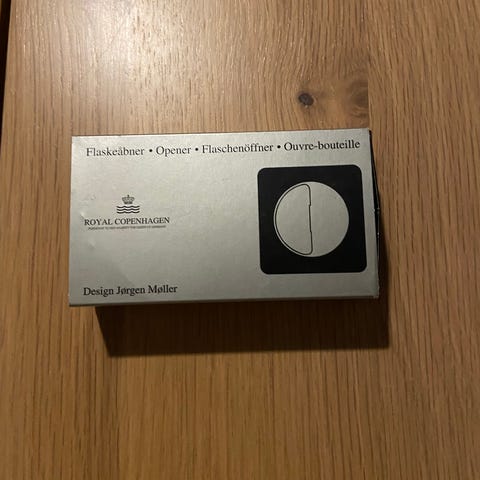 Flaskeåbner • Opener • Flaschenöffner • Ouvre-bouteille
ROYAL COPENHAGEN
Design Jørgen Møller